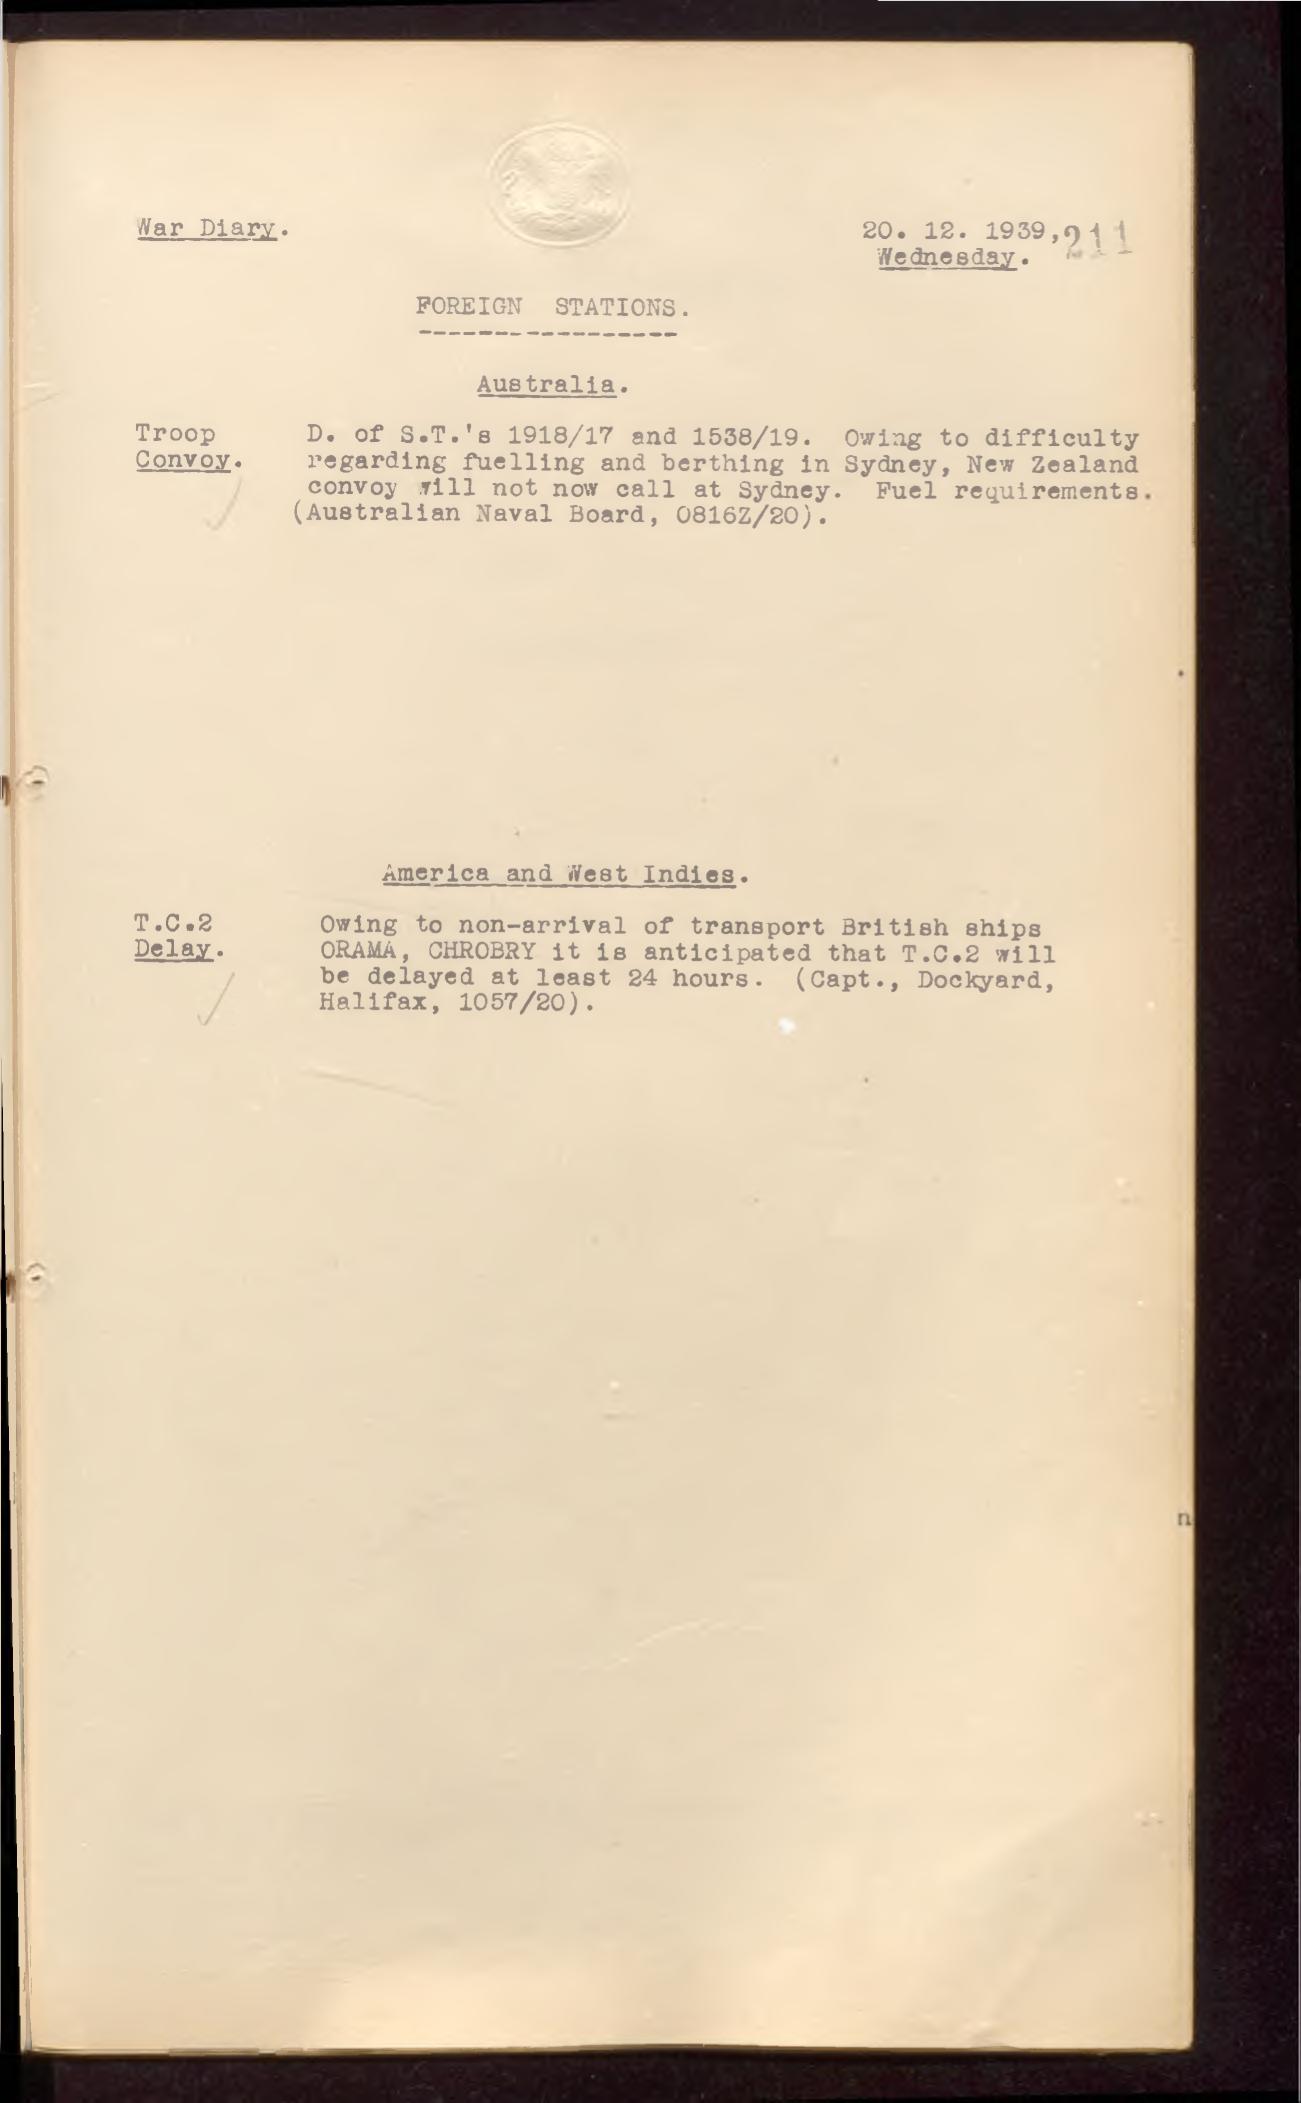 War Diary.
20. 12. 1939,
211
Wednesday.
FOREIGN STATIONS.
-----------------
Australia.
Troop
Convoy.
D. of S.T.'s 1918/17 and 1538/19. Owing to difficulty
regarding fuelling and berthing in Sydney, New Zealand
convoy will not now call at Sydney. Fuel requirements.
(Australian Naval Board, 0816Z/20).
America and West Indies.
T.C.2
Delay.
Owing to non-arrival of transport British ships
ORAMA, CHROBRY it is anticipated that T.C.2 will
be delayed at least 24 hours. (Capt., Dockyard,
Halifax, 1057/20).
n